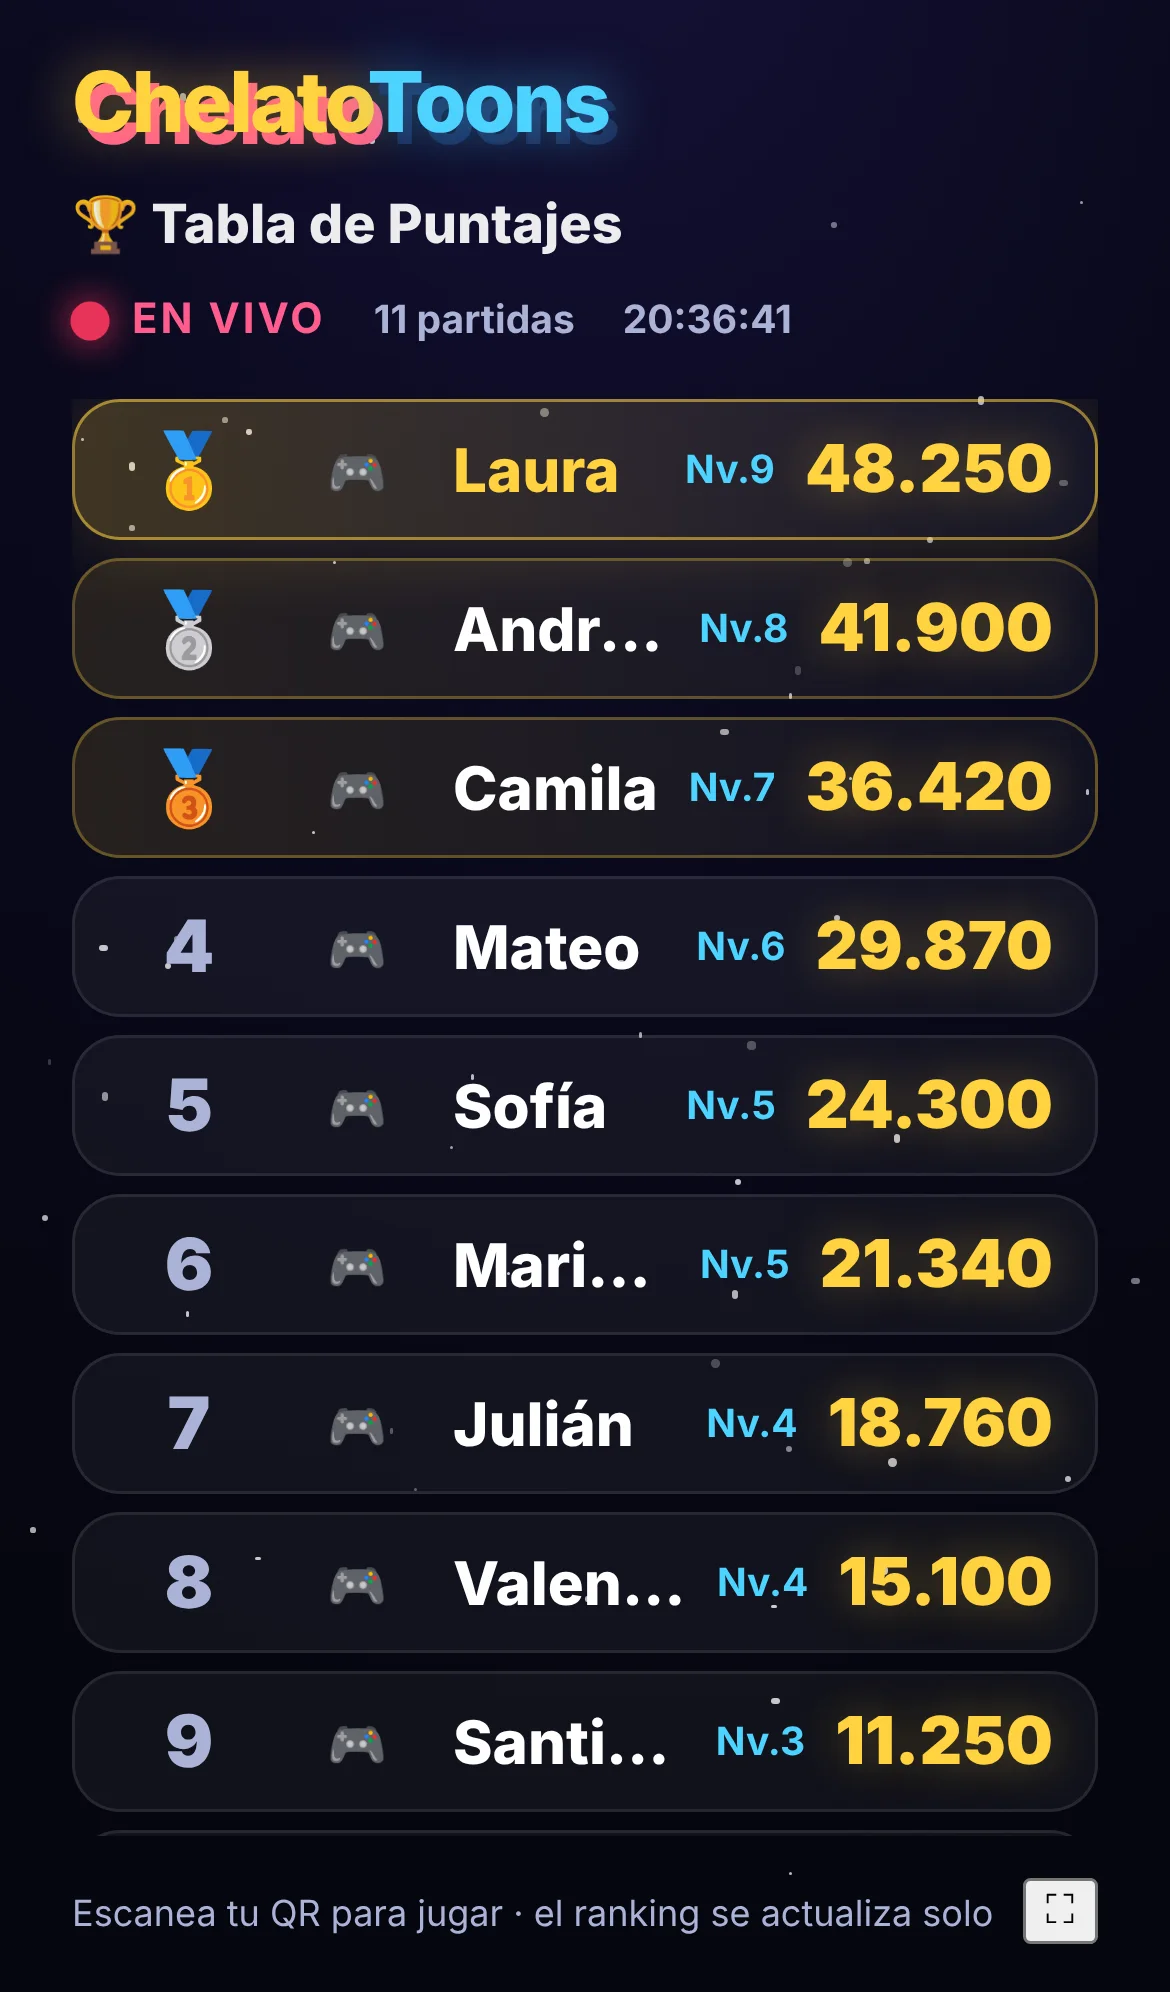 ChelatoToons
🏆 Tabla de Puntajes
EN VIVO 11 partidas 20:36:41
🥇 🎮 Laura Nv.9 48.250
🥈 🎮 Andr... Nv.8 41.900
🥉 🎮 Camila Nv.7 36.420
4 🎮 Mateo Nv.6 29.870
5 🎮 Sofía Nv.5 24.300
6 🎮 Mari... Nv.5 21.340
7 🎮 Julián Nv.4 18.760
8 🎮 Valen... Nv.4 15.100
9 🎮 Santi... Nv.3 11.250
Escanea tu QR para jugar · el ranking se actualiza solo